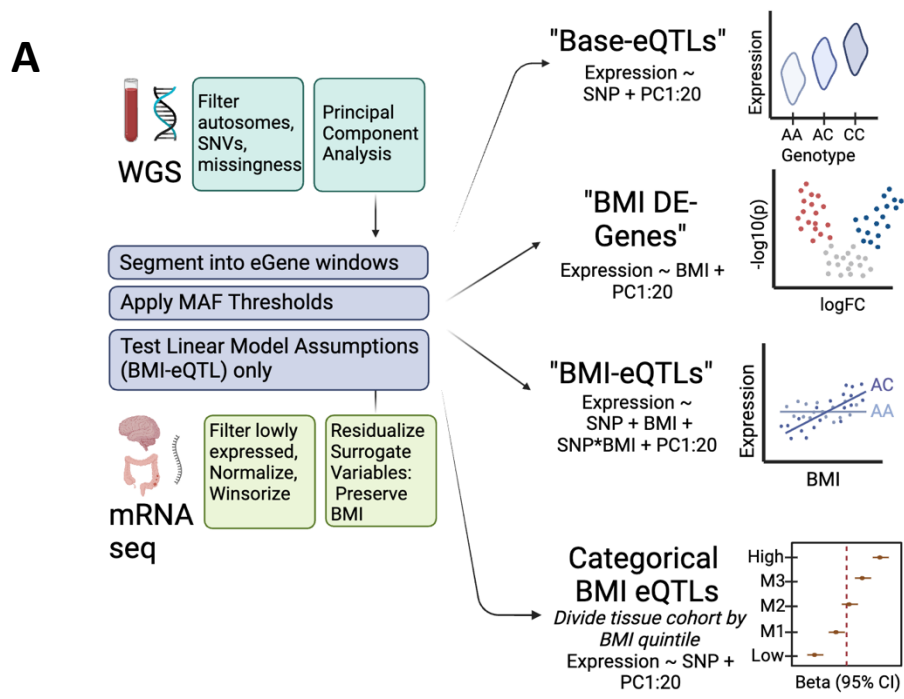 A
WGS
Filter
autosomes,
SNVs,
missingness
Principal
Component
Analysis
Segment into eGene windows
Apply MAF Thresholds
Test Linear Model Assumptions
(BMI-eQTL) only
mRNA
seq
Filter lowly
expressed,
Normalize,
Winsorize
Residualize
Surrogate
Variables:
Preserve
BMI
"Base-eQTLs"
Expression ~
SNP + PC1:20
Expression
AA AC CC
Genotype
"BMI DE-
Genes"
Expression ~ BMI +
PC1:20
-log10(p)
logFC
"BMI-eQTLs"
Expression ~
SNP + BMI +
SNP*BMI + PC1:20
Expression
AC
AA
BMI
Categorical
BMI eQTLs
Divide tissue cohort by
BMI quintile
Expression ~ SNP +
PC1:20
High
M3
M2
M1
Low
Beta (95% CI)